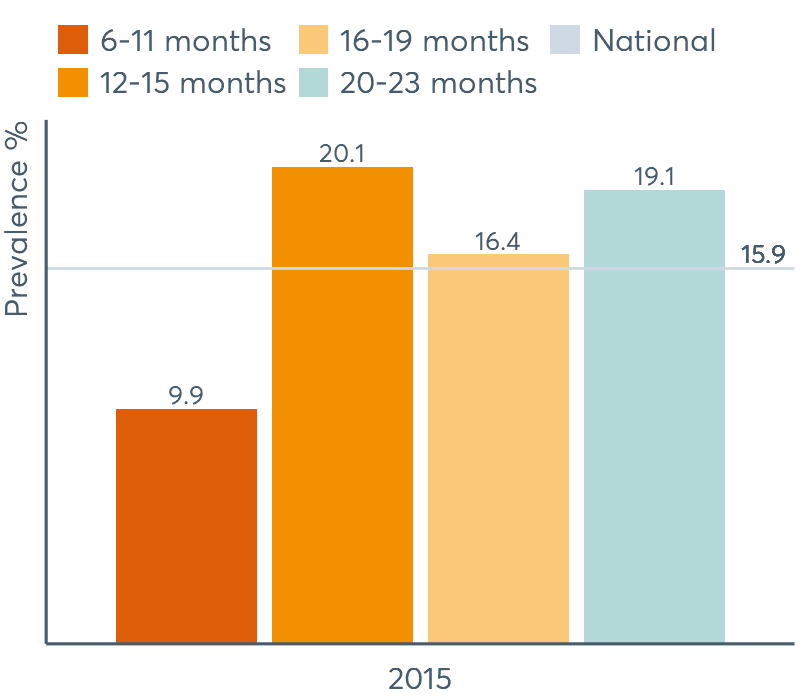 6-11 months 16-19 months National
12-15 months 20-23 months
Prevalence %
20.1
19.1
16.4
15.9
9.9
2015